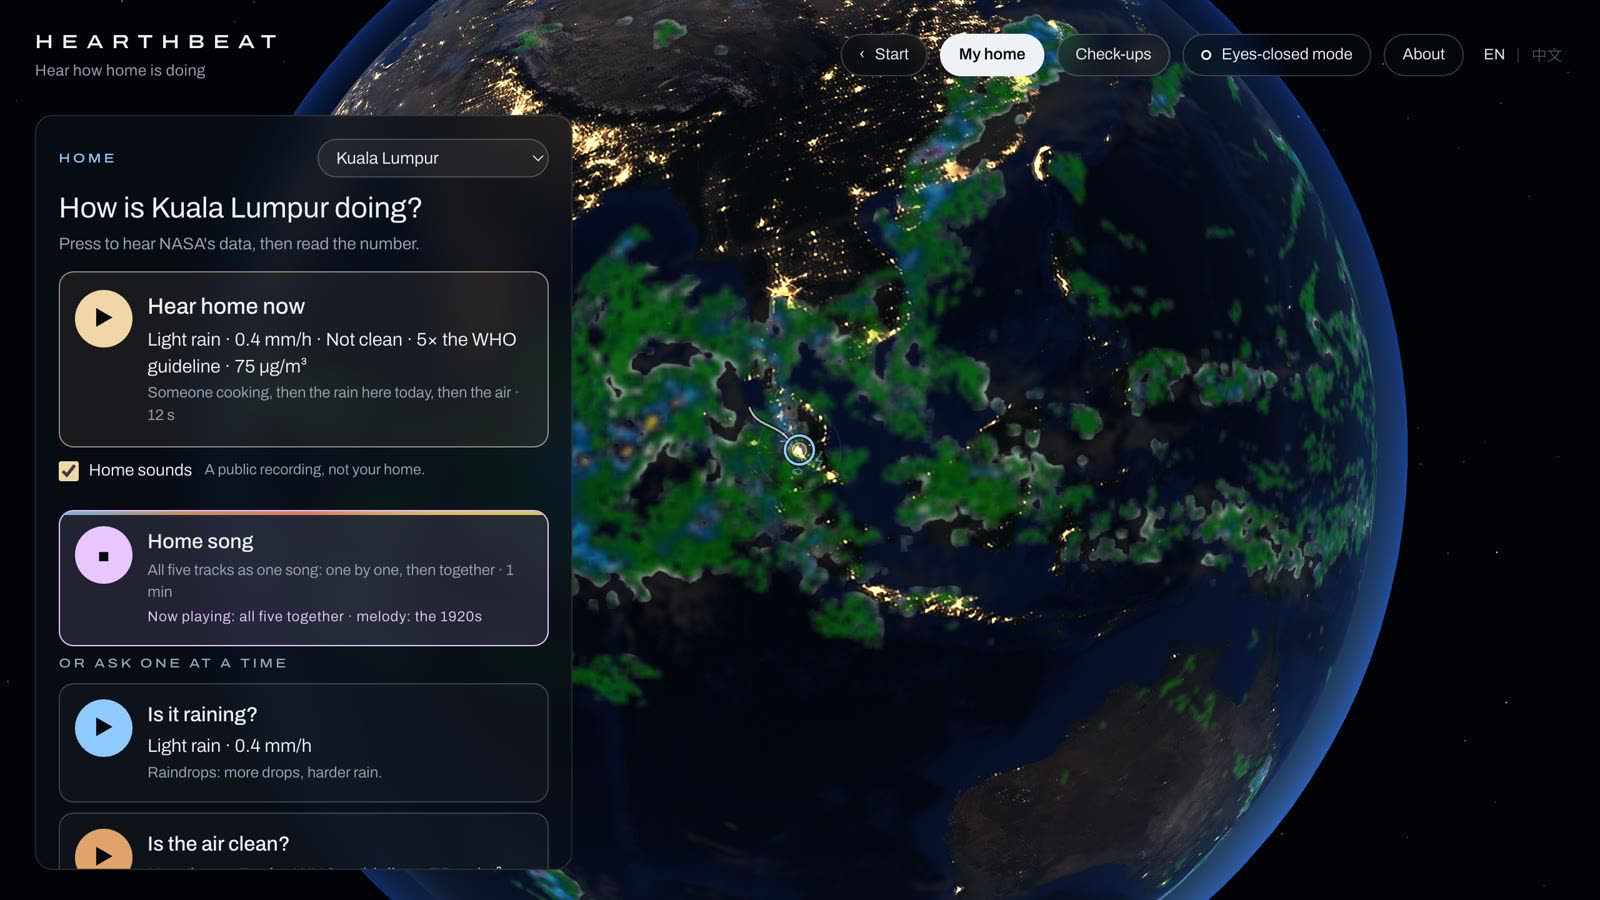 HEARTHBEAT
Hear how home is doing
‹ Start
My home
Check-ups
Eyes-closed mode
About
EN | 中文
HOME
Kuala Lumpur
How is Kuala Lumpur doing?
Press to hear NASA's data, then read the number.
Hear home now
Light rain · 0.4 mm/h · Not clean · 5× the WHO
guideline · 75 µg/m³
Someone cooking, then the rain here today, then the air ·
12 s
Home sounds A public recording, not your home.
Home song
All five tracks as one song: one by one, then together · 1
min
Now playing: all five together · melody: the 1920s
OR ASK ONE AT A TIME
Is it raining?
Light rain · 0.4 mm/h
Raindrops: more drops, harder rain.
Is the air clean?